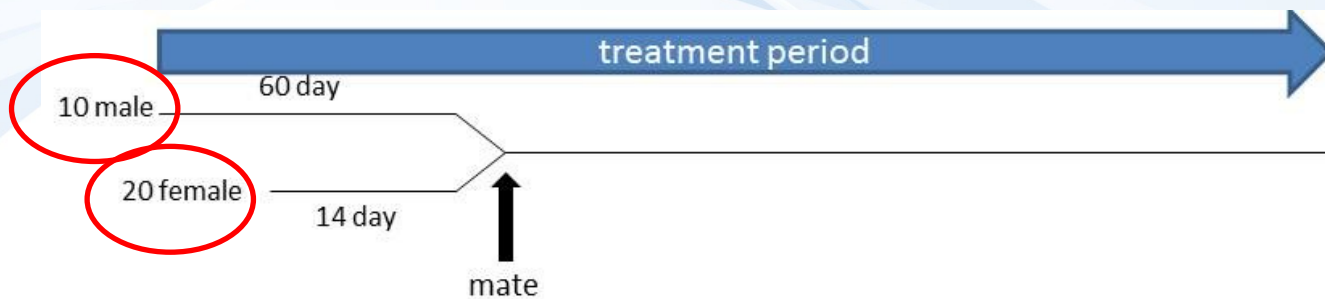 treatment period
60 day
10 male
20 female
14 day
mate